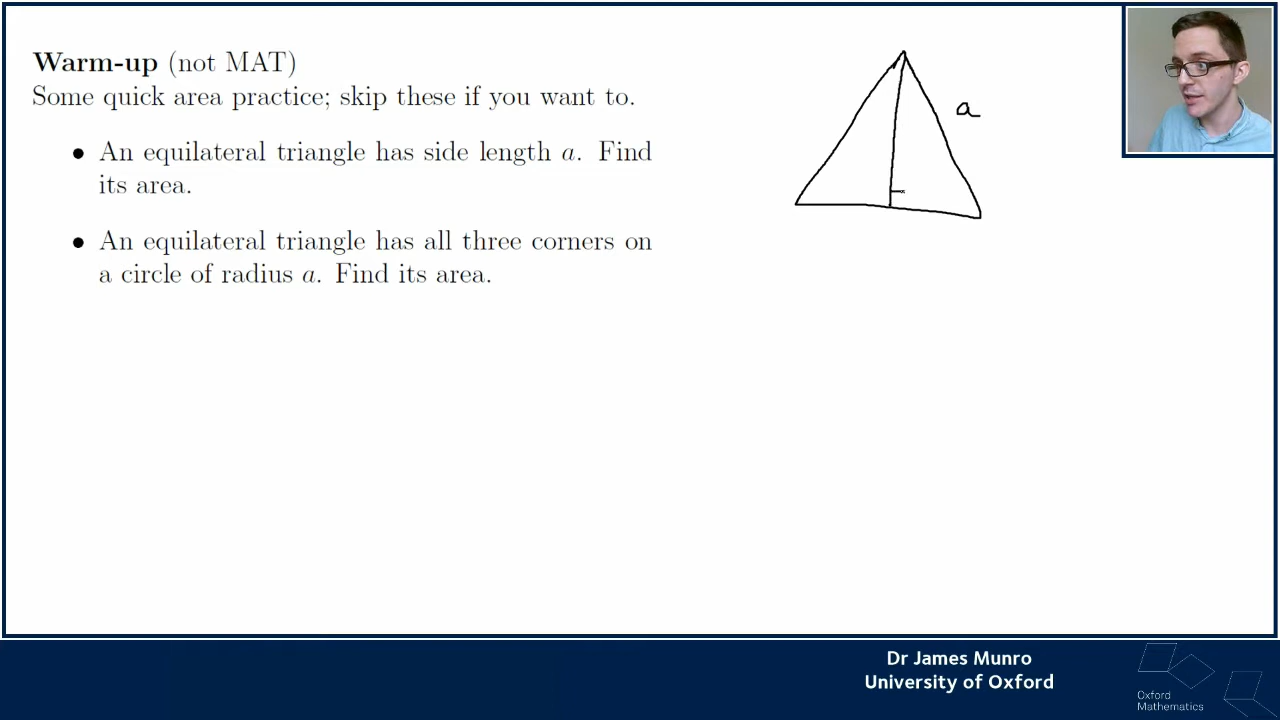 Warm-up (not MAT)
Some quick area practice; skip these if you want to.
• An equilateral triangle has side length a. Find
its area.
• An equilateral triangle has all three corners on
a circle of radius a. Find its area.
a
Dr James Munro
University of Oxford
Oxford
Mathematics